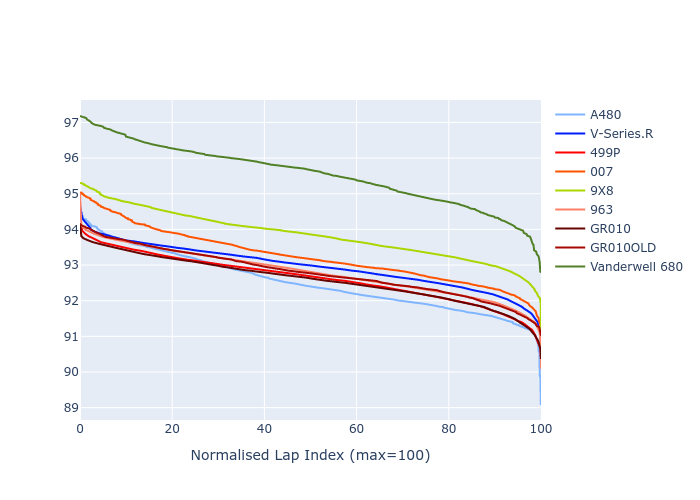 97
96
95
94
93
92
91
90
89
0 20 40 60 80 100
Normalised Lap Index (max=100)
A480
V-Series.R
499P
007
9X8
963
GR010
GR010OLD
Vanderwell 680